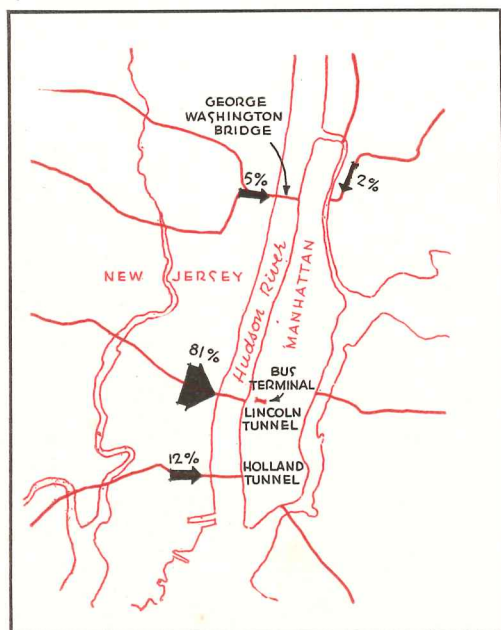 GEORGE
WASHINGTON
BRIDGE
5%
2%
NEW JERSEY
Hudson River
MANHATTAN
81%
BUS
TERMINAL
LINCOLN
TUNNEL
12%
HOLLAND
TUNNEL